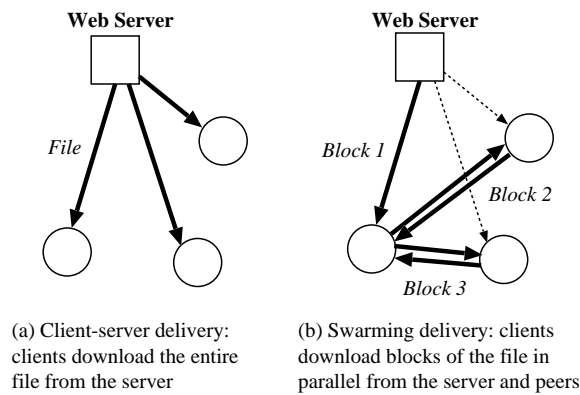 Web Server
File
(a) Client-server delivery:
clients download the entire
file from the server
Web Server
Block 1
Block 2
Block 3
(b) Swarming delivery: clients
download blocks of the file in
parallel from the server and peers